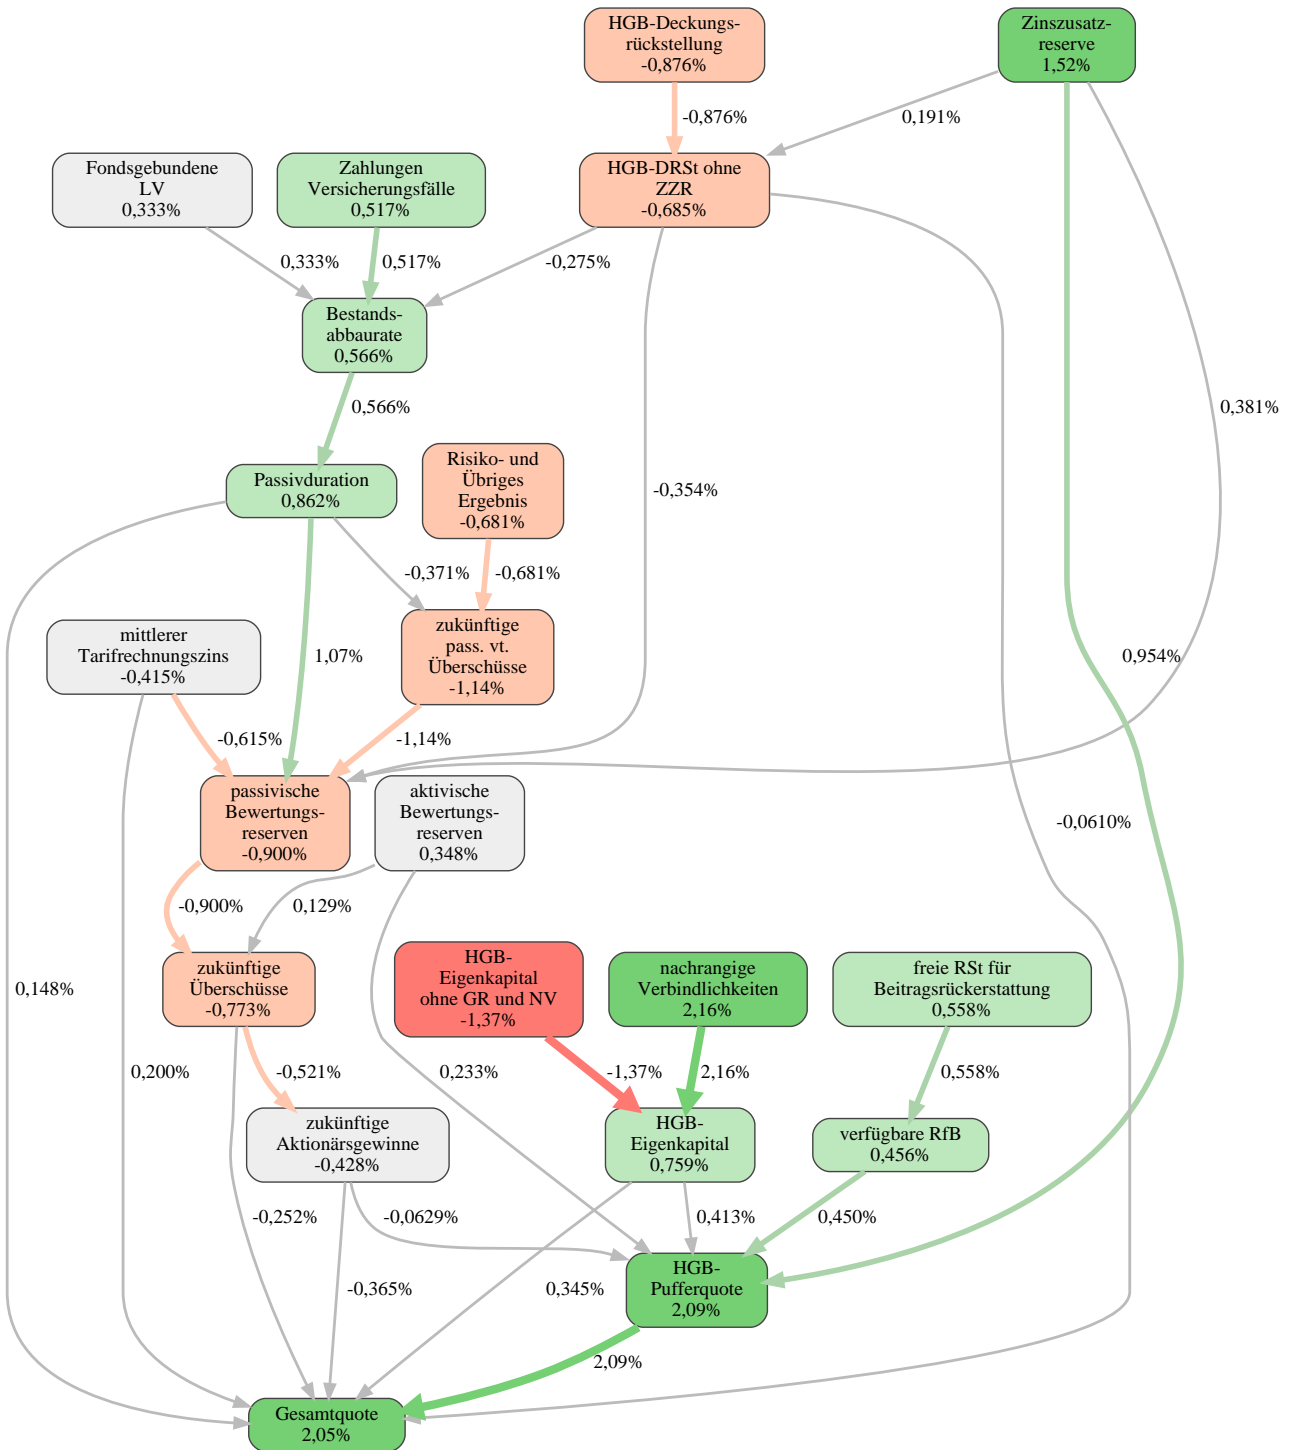 HGB-Deckungs-
rückstellung
-0,876%
Zinszusatz-
reserve
1,52%
-0,876%
0,191%
Fondsgebundene
LV
0,333%
Zahlungen
Versicherungsfälle
0,517%
HGB-DRSt ohne
ZZR
-0,685%
0,333%
0,517%
-0,275%
Bestands-
abbaurate
0,566%
0,566%
0,381%
Passivduration
0,862%
Risiko- und
Übriges
Ergebnis
-0,681%
-0,354%
-0,371%
-0,681%
mittlerer
Tarifrechnungszins
-0,415%
zukünftige
pass. vt.
Überschüsse
-1,14%
1,07%
0,954%
-0,615%
-1,14%
passivische
Bewertungs-
reserven
-0,900%
aktivische
Bewertungs-
reserven
0,348%
-0,0610%
-0,900%
0,129%
zukünftige
Überschüsse
-0,773%
HGB-
Eigenkapital
ohne GR und NV
-1,37%
nachrangige
Verbindlichkeiten
2,16%
freie RSt für
Beitragsrückerstattung
0,558%
0,148%
0,200%
-0,521%
0,233%
-1,37%
2,16%
0,558%
zukünftige
Aktionärsgewinne
-0,428%
HGB-
Eigenkapital
0,759%
verfügbare RfB
0,456%
-0,252%
-0,0629%
0,413%
0,450%
-0,365%
0,345%
HGB-
Pufferquote
2,09%
2,09%
Gesamtquote
2,05%